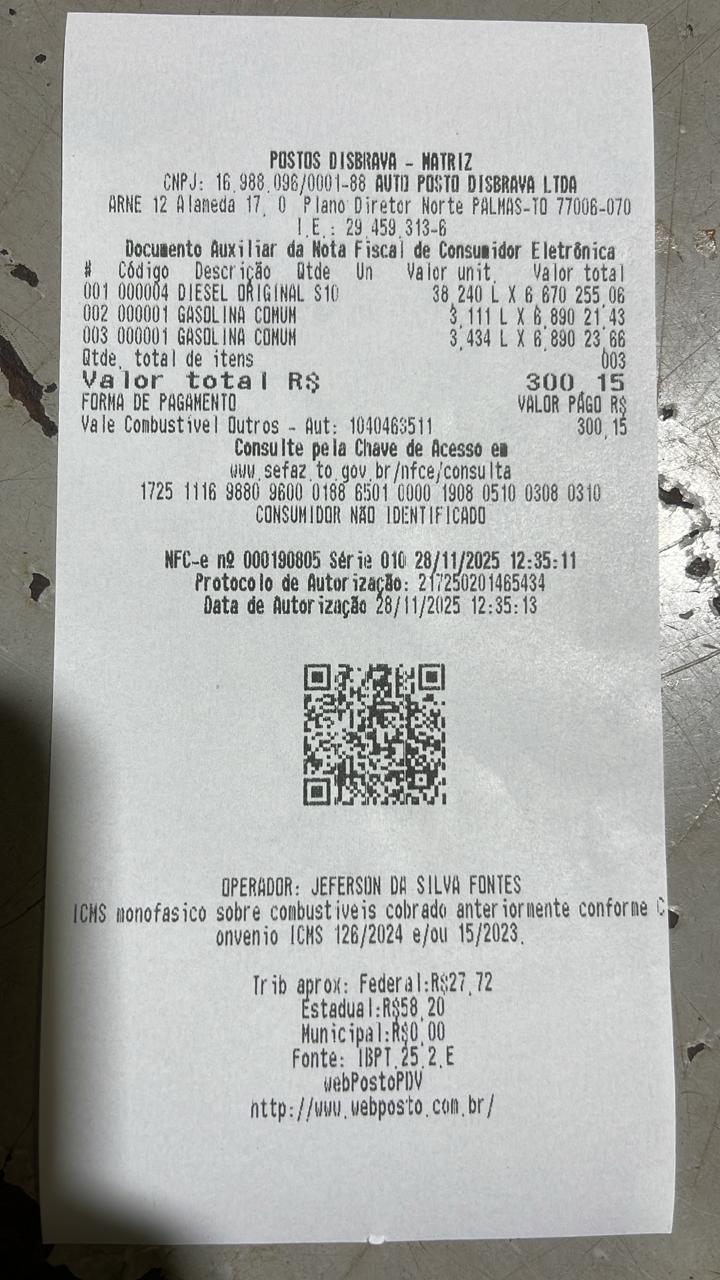 POSTOS DISBRAVA - MATRIZ
CNPJ: 16.988.096/0001-88 AUTO POSTO DISBRAVA LTDA
ARNE 12 Alameda 17, 0 Plano Diretor Norte PALMAS-TO 77006-070
I.E.: 29.459.313-6
Documento Auxiliar da Nota Fiscal de Consumidor Eletrônica
# Código Descrição Qtde Un Valor unit. Valor total
001 000004 DIESEL ORIGINAL S10 38,240 L X 6,670 255,06
002 000001 GASOLINA COMUM 3,111 L X 6,890 21,43
003 000001 GASOLINA COMUM 3,434 L X 6,890 23,66
Qtde. total de itens 003
Valor total R$ 300,15
FORMA DE PAGAMENTO VALOR PAGO R$
Vale Combustível Outros - Aut: 1040463511 300,15
Consulte pela Chave de Acesso em
www.sefaz.to.gov.br/nfce/consulta
1725 1116 9880 9600 0188 6501 0000 1908 0510 0308 0310
CONSUMIDOR NÃO IDENTIFICADO
NFC-e nº 000190805 Série 010 28/11/2025 12:35:11
Protocolo de Autorização: 217250201465434
Data de Autorização 28/11/2025 12:35:13
OPERADOR: JEFERSON DA SILVA FONTES
ICMS monofasico sobre combustiveis cobrado anteriormente conforme C
onvenio ICMS 126/2024 e/ou 15/2023.
Trib aprox: Federal:R$27,72
Estadual:R$58,20
Municipal:R$0,00
Fonte: IBPT.25.2.E
webPostoPDV
http://www.webposto.com.br/